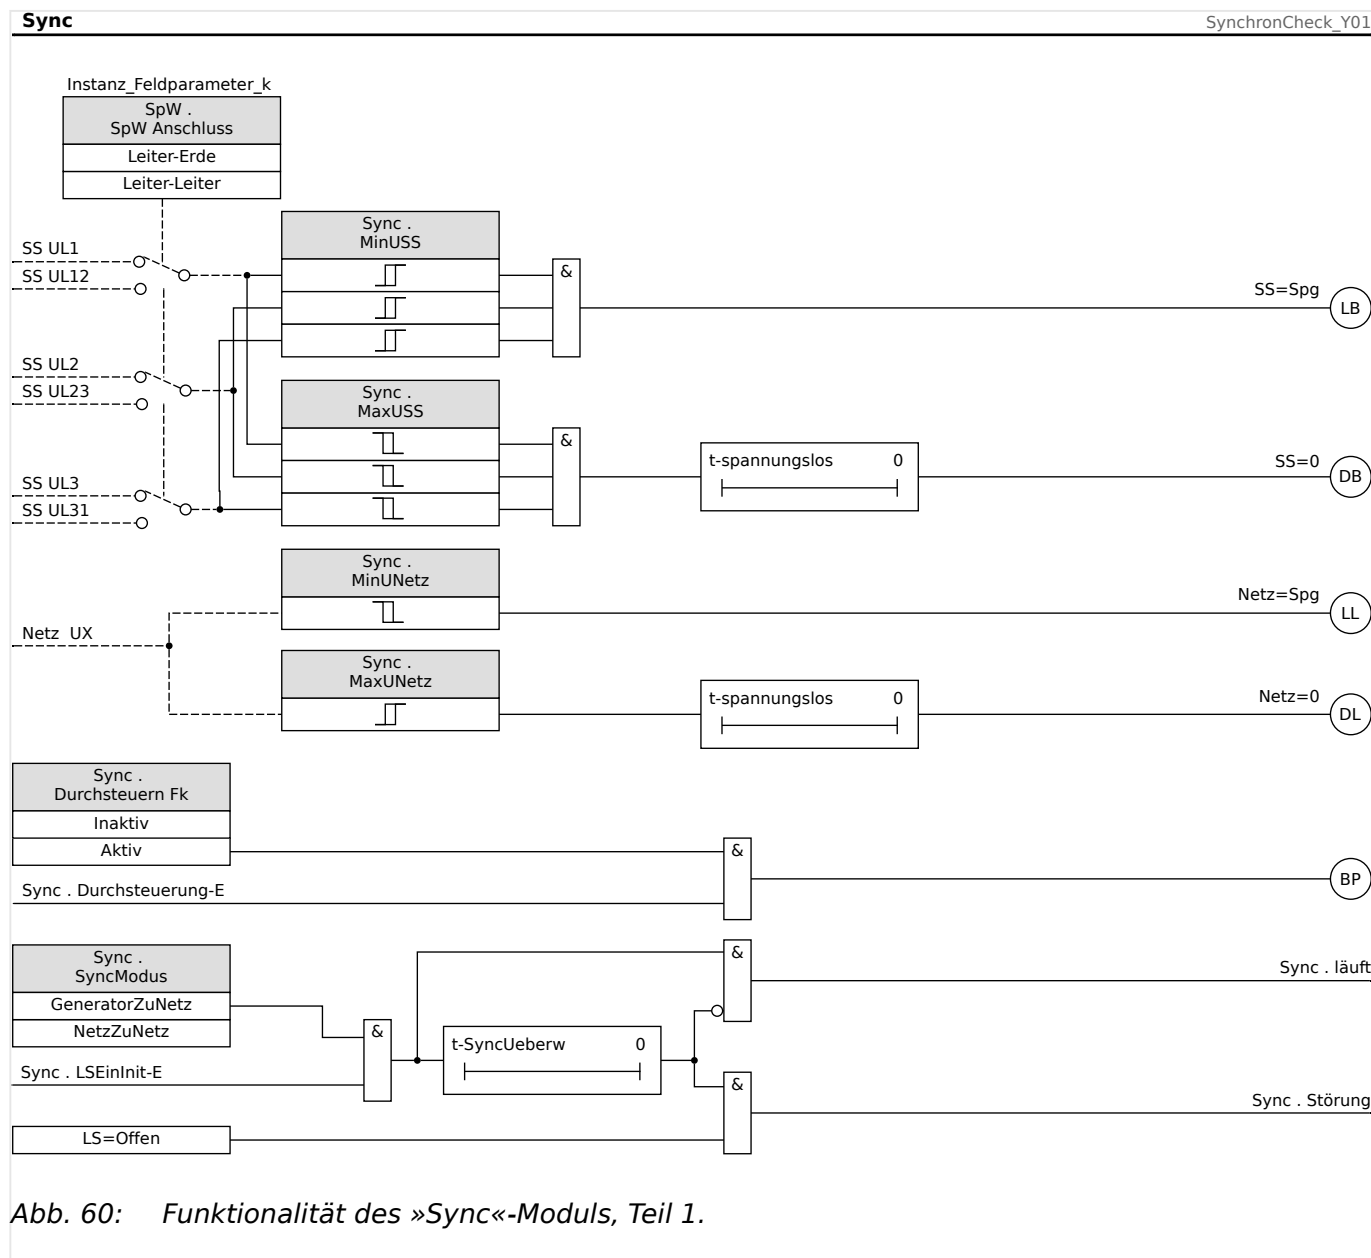 Sync
SynchronCheck_Y01
Instanz_Feldparameter_k
SpW .
SpW Anschluss
Leiter-Erde
Leiter-Leiter
Sync .
MinUSS
SS UL1
SS UL12
&
SS=Spg
LB
SS UL2
SS UL23
Sync .
MaxUSS
&
t-spannungslos 0
SS=0
DB
SS UL3
SS UL31
Sync .
MinUNetz
Netz=Spg
LL
Netz UX
Sync .
MaxUNetz
t-spannungslos 0
Netz=0
DL
Sync .
Durchsteuern Fk
Inaktiv
Aktiv
&
BP
Sync . Durchsteuerung-E
Sync .
SyncModus
GeneratorZuNetz
NetzZuNetz
&
Sync . läuft
&
t-SyncUeberw 0
Sync . LSEinInit-E
&
Sync . Störung
LS=Offen
Abb. 60: Funktionalität des »Sync«-Moduls, Teil 1.